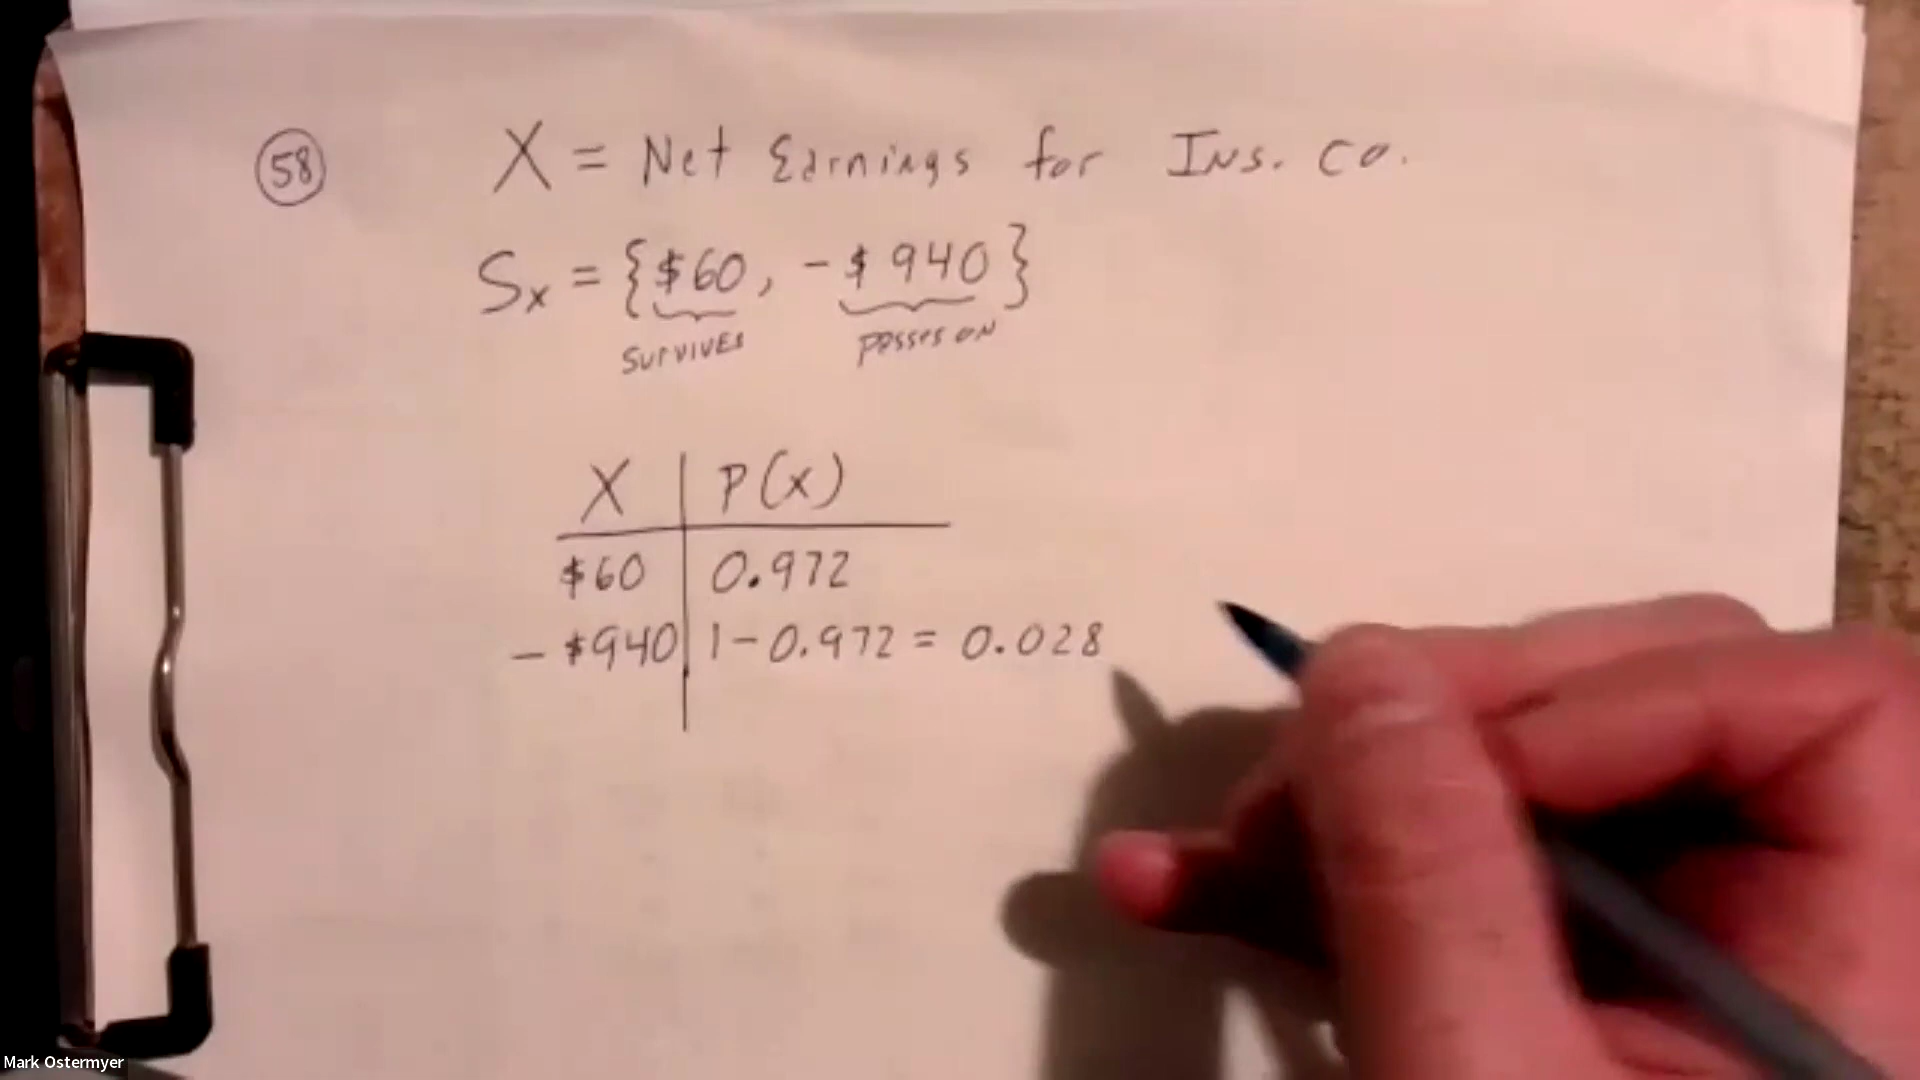 58 X = Net Earnings for Ins. Co.
Sx = {$60, -$940}
Survives Passes on
X P(x)
$60 0.972
-$940 1-0.972 = 0.028
Mark Ostermyer